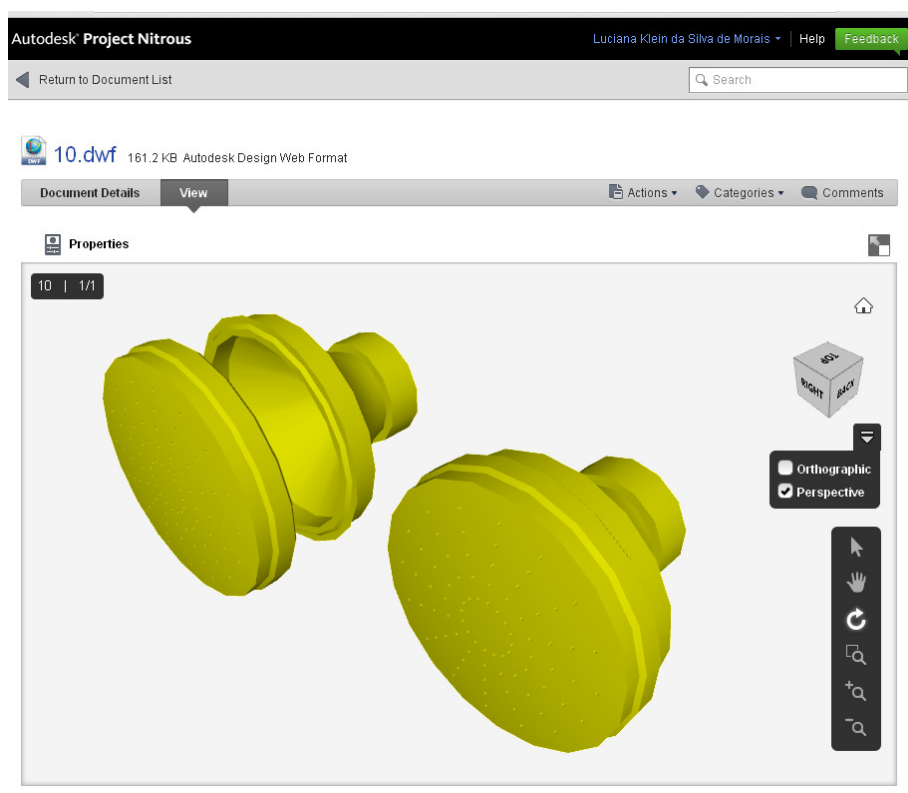 Autodesk® Project Nitrous
Luciana Klein da Silva de Morais Help Feedback
Return to Document List Search
10.dwf 161.2 KB Autodesk Design Web Format
DWF
Document Details View Actions Categories Comments
Properties
10 | 1/1
TOP
RIGHT BACK
Orthographic
Perspective